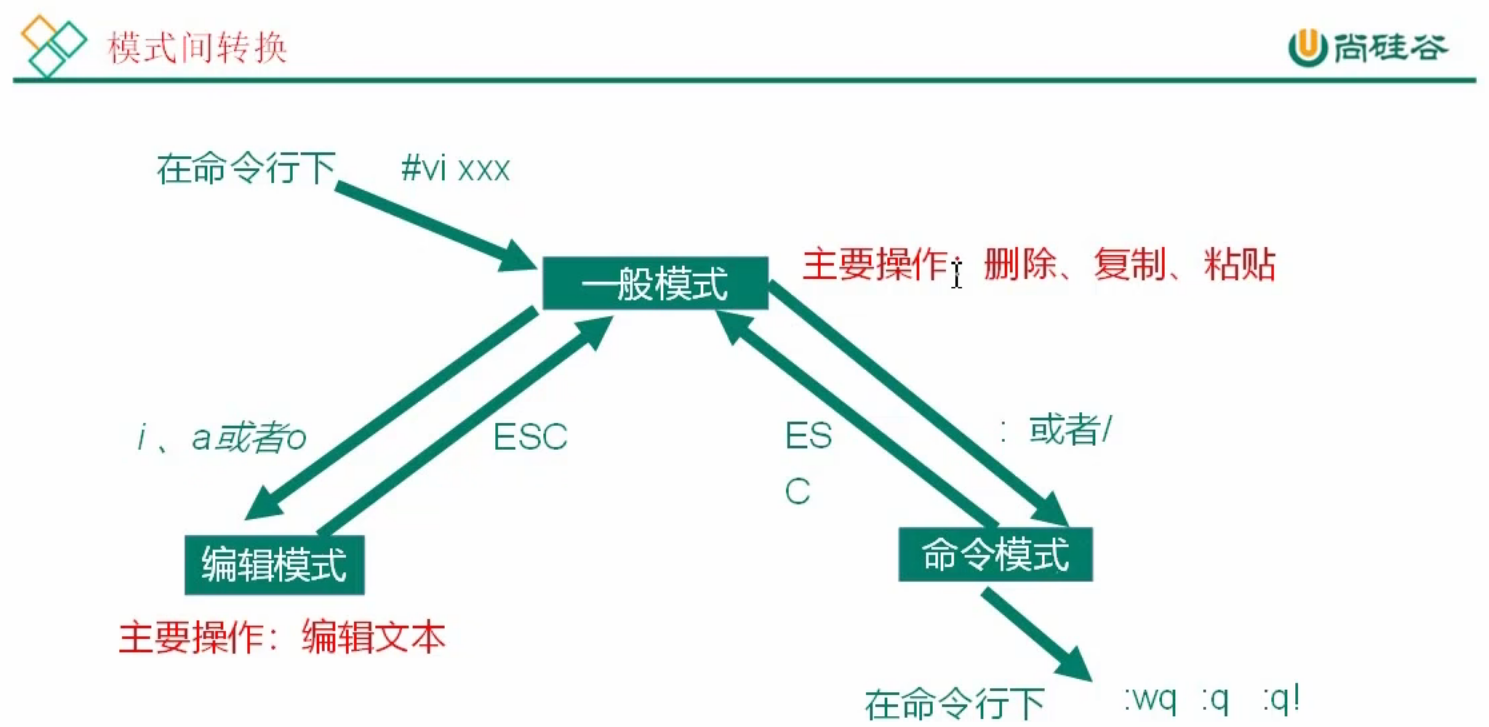 模式间转换
尚硅谷
在命令行下 #vi xxx
一般模式
主要操作：删除、复制、粘贴
i 、a或者o
ESC
ES
C
: 或者/
编辑模式
命令模式
主要操作：编辑文本
在命令行下 :wq :q :q!